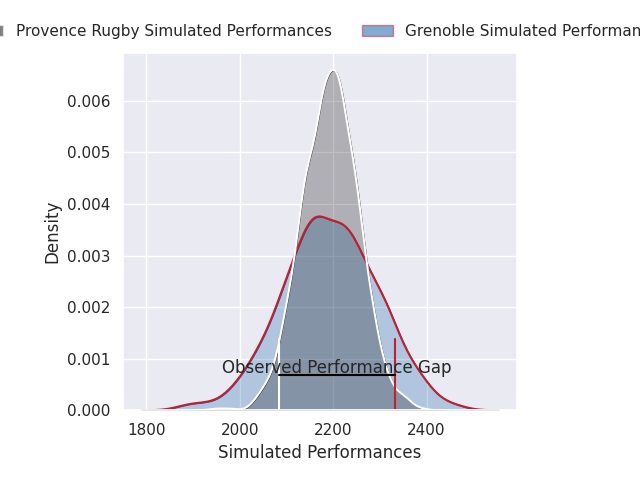 Provence Rugby Simulated Performances
Grenoble Simulated
0.006
0.005
0.004
0.003
0.002
0.001
0.000
Density
Observed Performance Gap
1800 2000 2200 2400
Simulated Performances